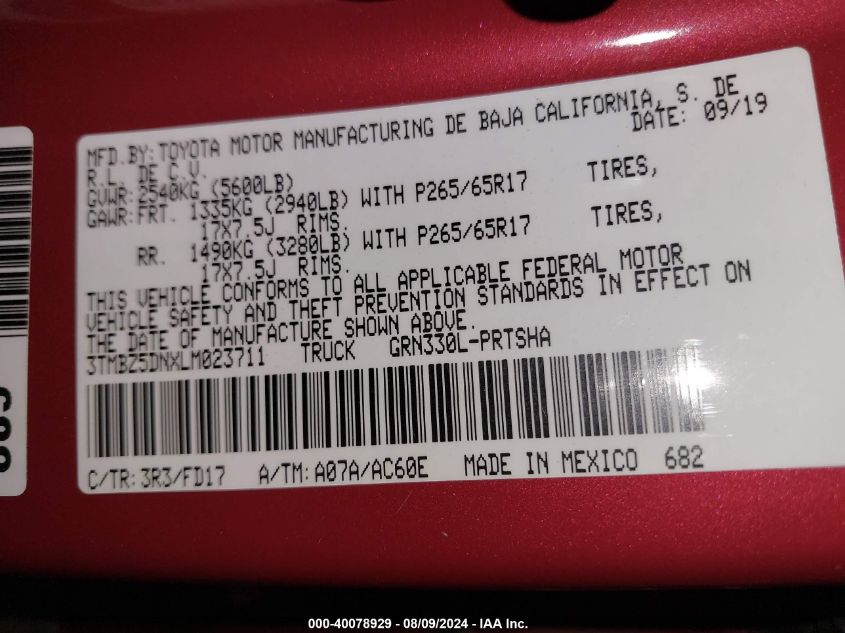 MFD.BY:TOYOTA MOTOR MANUFACTURING DE BAJA CALIFORNIA, S. DE
R.L. DE C.V. DATE: 09/19
GVWR:2540KG (5600LB)
GAWR:FRT. 1335KG (2940LB) WITH P265/65R17 TIRES,
17X7.5J RIMS.
RR. 1490KG (3280LB) WITH P265/65R17 TIRES,
17X7.5J RIMS.
THIS VEHICLE CONFORMS TO ALL APPLICABLE FEDERAL MOTOR
VEHICLE SAFETY AND THEFT PREVENTION STANDARDS IN EFFECT ON
THE DATE OF MANUFACTURE SHOWN ABOVE.
3TMBZ5DNXLM023711 TRUCK GRN330L-PRTSHA
C/TR:3R3/FD17 A/TM:A07A/AC60E MADE IN MEXICO 682
000-40078929 - 08/09/2024 - IAA Inc.